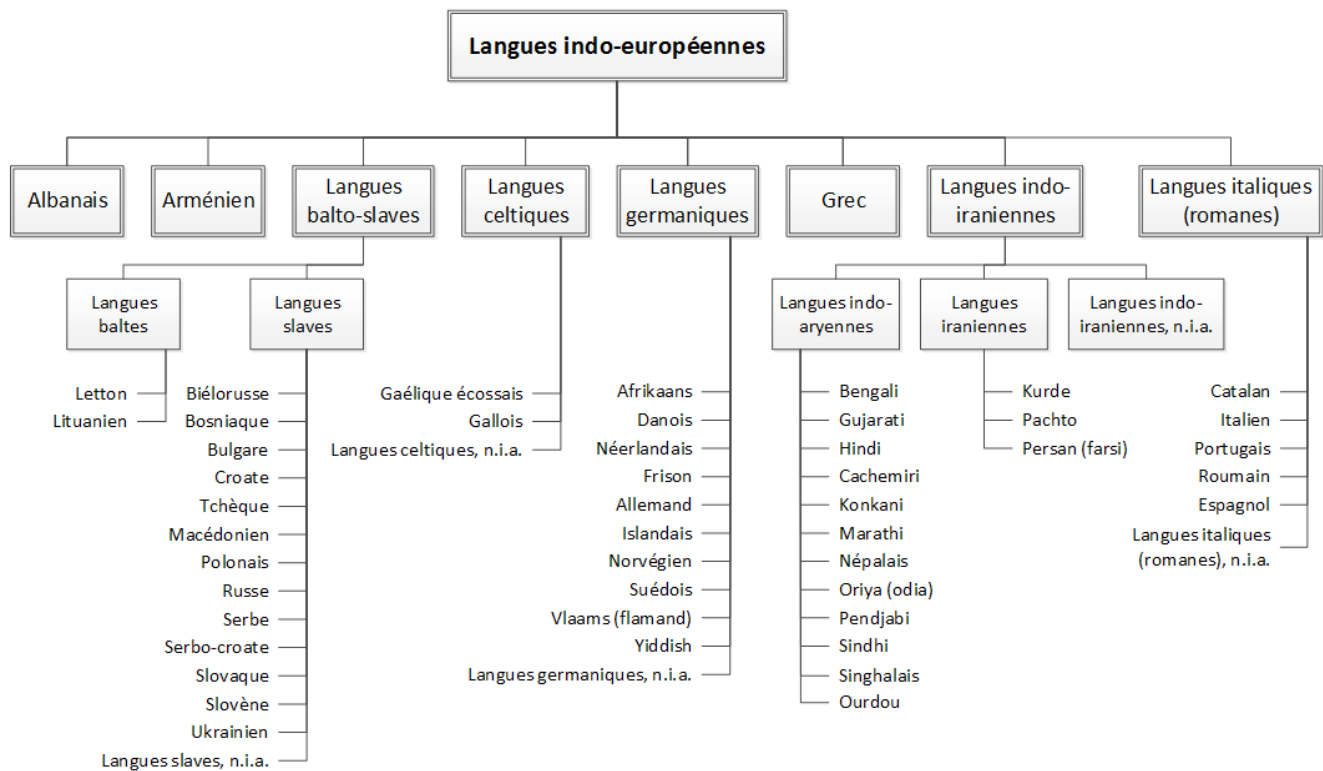 Langues indo-européennes
Albanais
Arménien
Langues
balto-slaves
Langues
celtiques
Langues
germaniques
Grec
Langues indo-
iraniennes
Langues italiques
(romanes)
Langues
baltes
Langues
slaves
Langues indo-
aryennes
Langues
iraniennes
Langues indo-
iraniennes, n.i.a.
Letton
Lituanien
Biélorusse
Bosniaque
Bulgare
Croate
Tchèque
Macédonien
Polonais
Russe
Serbe
Serbo-croate
Slovaque
Slovène
Ukrainien
Langues slaves, n.i.a.
Gaélique écossais
Gallois
Langues celtiques, n.i.a.
Afrikaans
Danois
Néerlandais
Frison
Allemand
Islandais
Norvégien
Suédois
Vlaams (flamand)
Yiddish
Langues germaniques, n.i.a.
Bengali
Gujarati
Hindi
Cachemiri
Konkani
Marathi
Népalais
Oriya (odia)
Pendjabi
Sindhi
Singhalais
Ourdou
Kurde
Pachto
Persan (farsi)
Catalan
Italien
Portugais
Roumain
Espagnol
Langues italiques
(romanes), n.i.a.